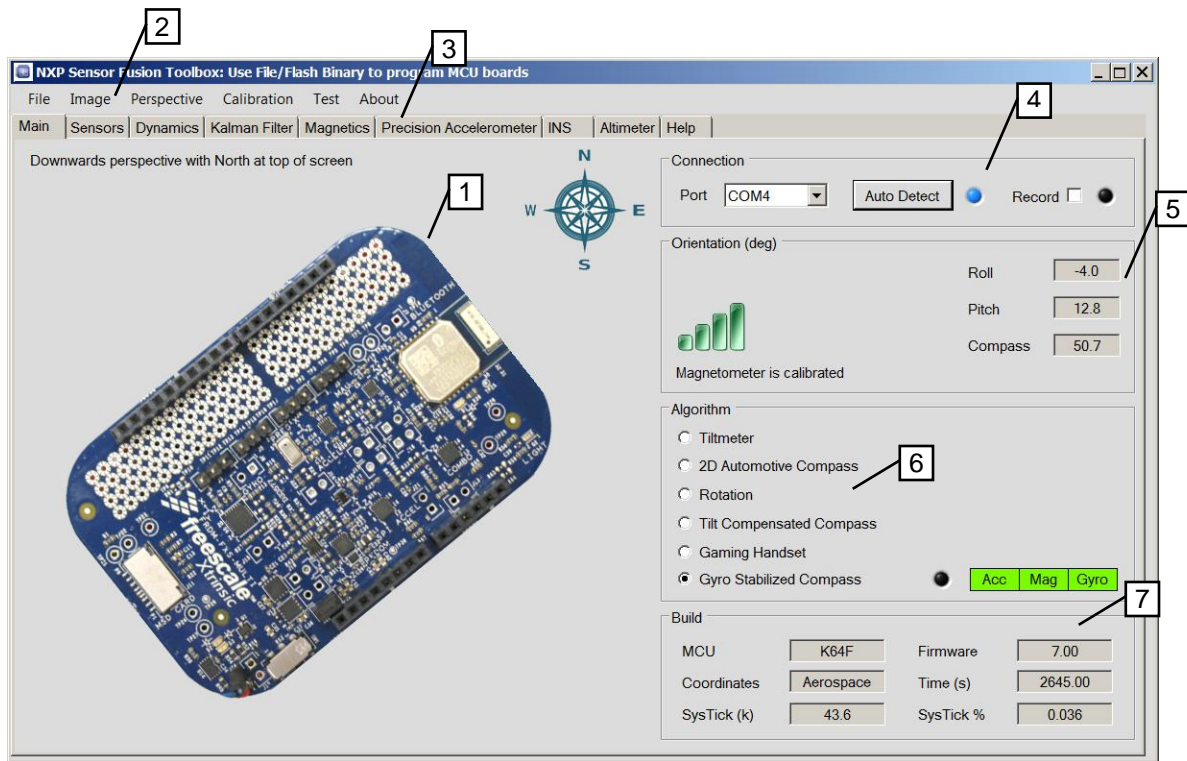 2
3
NXP Sensor Fusion Toolbox: Use File/Flash Binary to program MCU boards
File Image Perspective Calibration Test About
4
Main Sensors Dynamics Kalman Filter Magnetics Precision Accelerometer INS Altimeter Help
Downwards perspective with North at top of screen
N
W E
S
1
Connection
Port COM4 Auto Detect Record
5
Orientation (deg)
Roll -4.0
Pitch 12.8
Compass 50.7
Magnetometer is calibrated
BLUETOOTH
freescale
Xtrinsic
Algorithm
Tiltmeter
2D Automotive Compass
6
Rotation
Tilt Compensated Compass
Gaming Handset
Gyro Stabilized Compass Acc Mag Gyro
7
Build
MCU K64F Firmware 7.00
Coordinates Aerospace Time (s) 2645.00
SysTick (k) 43.6 SysTick % 0.036